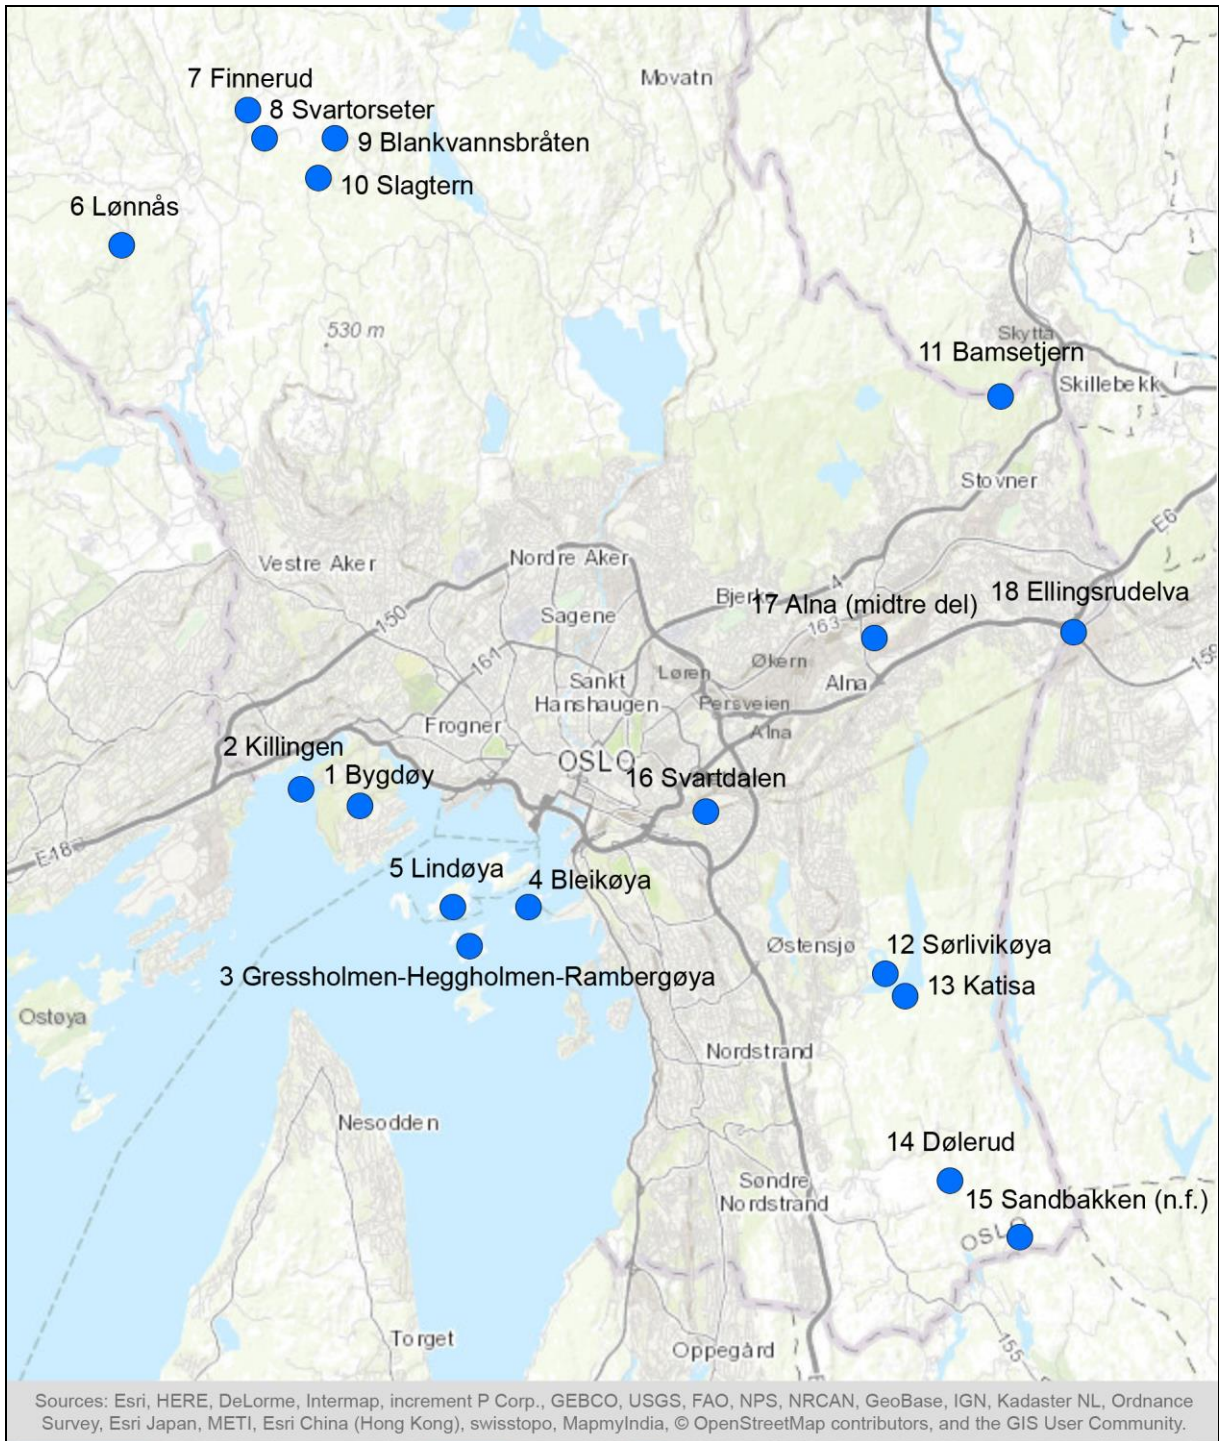 Movatn
7 Finnerud
8 Svartorseter
9 Blankvannsbråten
10 Slagtern
6 Lønnås
530 m
Skytta
11 Bamsetjern
Skillebekk
Stovner
E6
Nordre Aker
Vestre Aker
4
Bjerke
18 Ellingsrudelva
17 Alna (midtre del)
150
Sagene
163
159
161
Løren
Økern
Sankt
Hanshaugen
Alna
Persveien
Frogner
Alna
2 Killingen
OSLO
1 Bygdøy
16 Svartdalen
E18
5 Lindøya
4 Bleikøya
Østensjø
12 Sørlivikøya
3 Gressholmen-Heggholmen-Rambergøya
13 Katisa
Ostøya
Nordstrand
Nesodden
14 Dølerud
Søndre
Nordstrand
15 Sandbakken (n.f.)
OSLO
Torget
Oppegård
155
E
Sources: Esri, HERE, DeLorme, Intermap, increment P Corp., GEBCO, USGS, FAO, NPS, NRCAN, GeoBase, IGN, Kadaster NL, Ordnance
Survey, Esri Japan, METI, Esri China (Hong Kong), swisstopo, MapmyIndia, © OpenStreetMap contributors, and the GIS User Community.